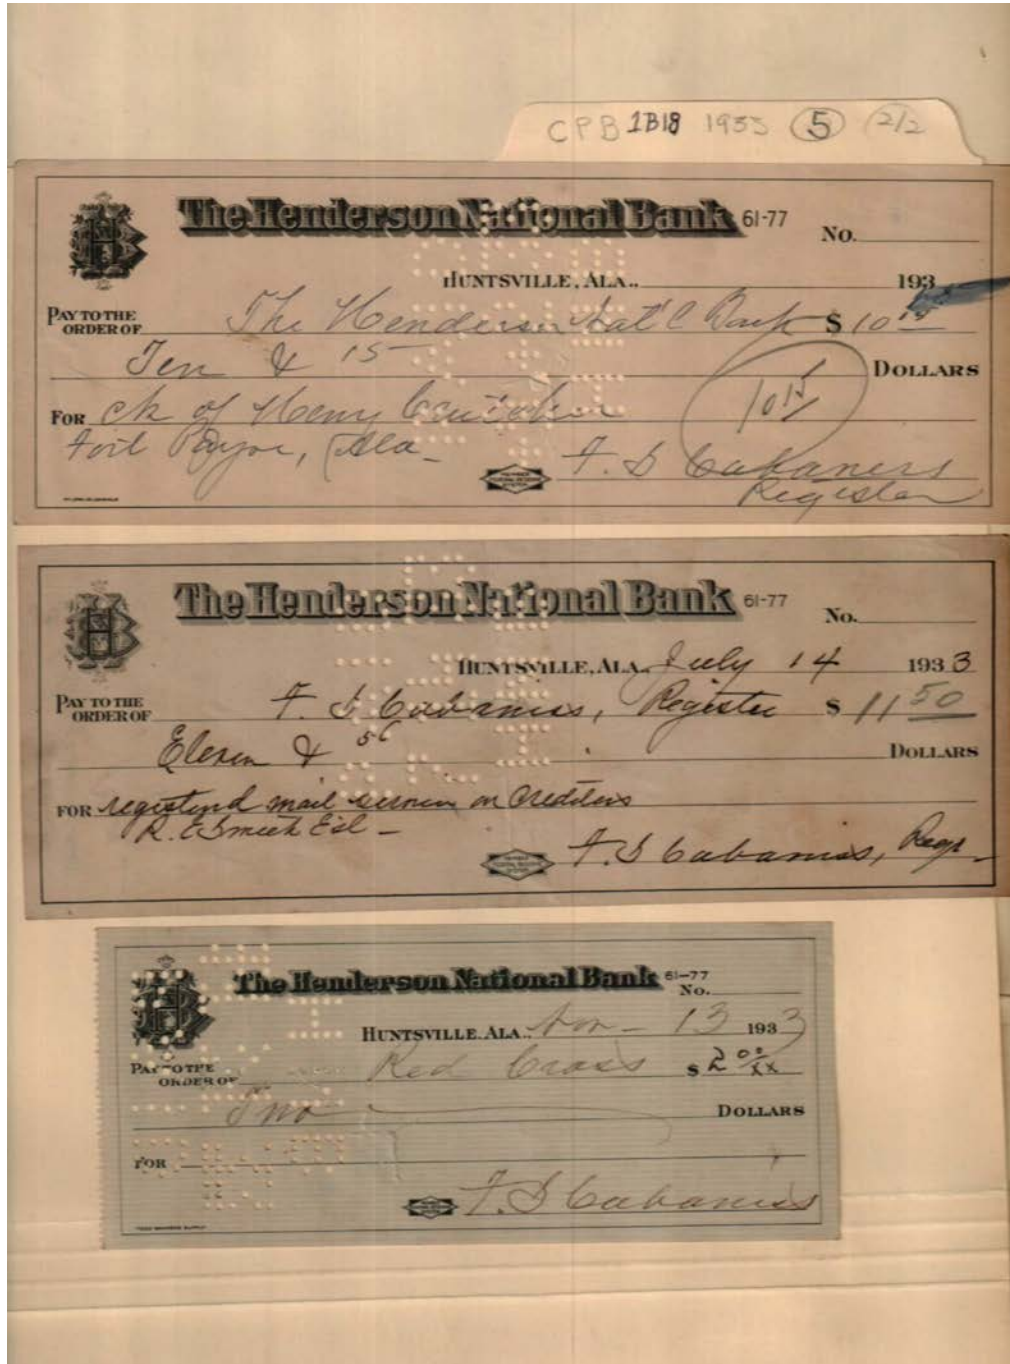 CPB 1B18 1933 5 2/2
The Henderson National Bank 61-77
No.
HUNTSVILLE, ALA., 193
PAY TO THE ORDER OF The Henderson Nat'l Bank $ 10 15
Ten & 15 DOLLARS
10 15
FOR ck of Henry
Fort Payne, Ala
F. D Cabaniss
Register
The Henderson National Bank 61-77
No.
HUNTSVILLE, ALA. July 14 1933
PAY TO THE ORDER OF F. D Cabaniss, Register $ 11 50
Eleven & 50 DOLLARS
FOR registered mail service on Creditors
R. E Smith Est
F. D Cabaniss, Regr
The Henderson National Bank 61-77
No.
HUNTSVILLE, ALA., Nov 13 1933
PAY TO THE ORDER OF Red Cross $ 2 00/xx
Two DOLLARS
FOR
F. D Cabaniss